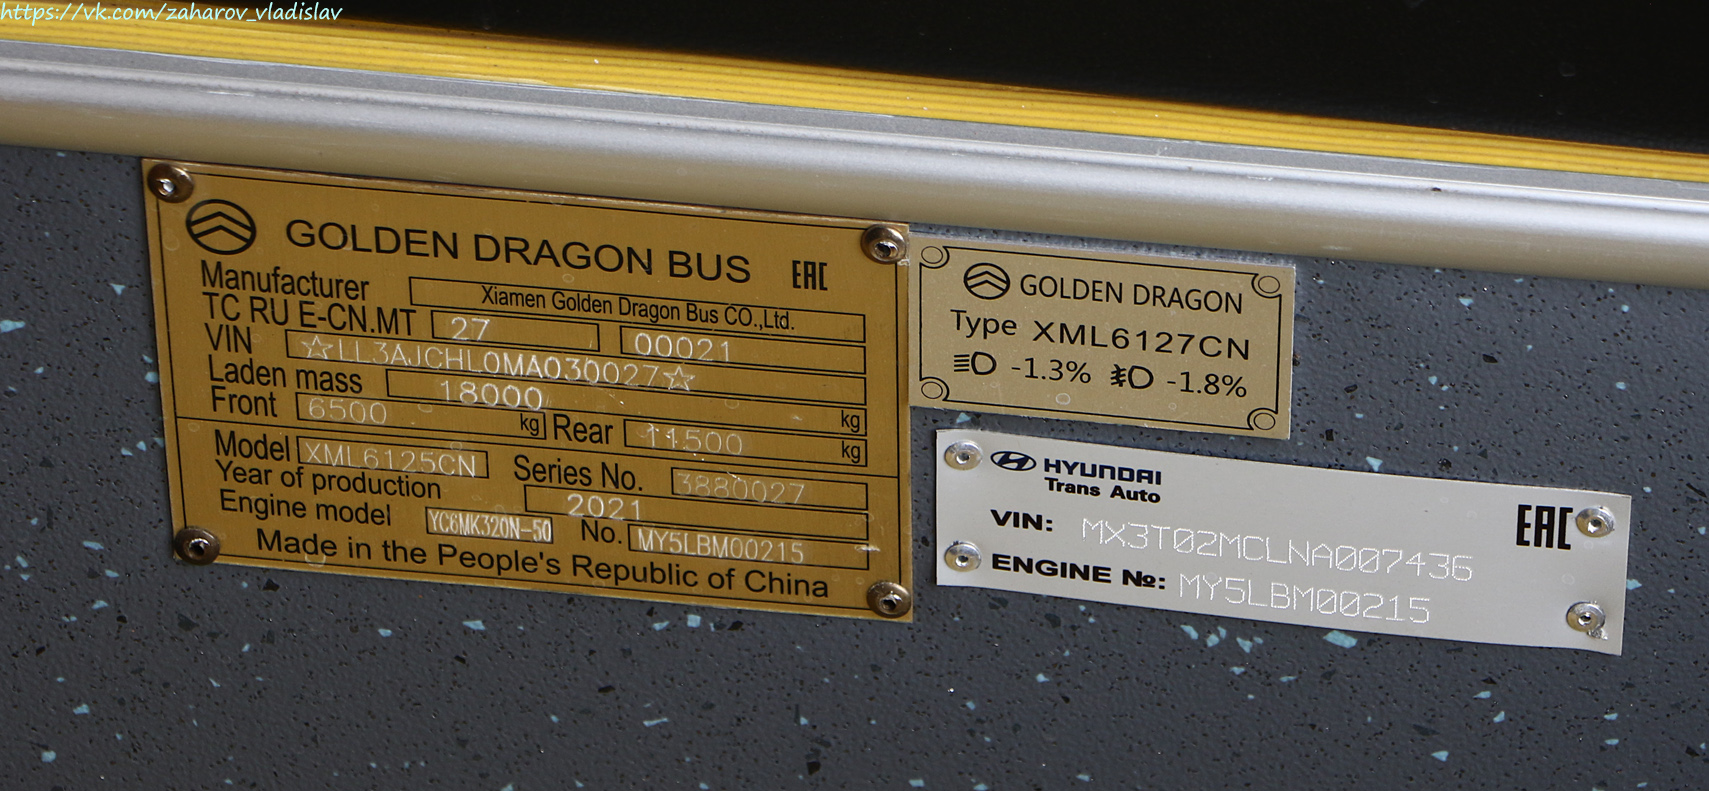 https://vk.com/zaharov_vladislav
GOLDEN DRAGON BUS EAC
Manufacturer Xiamen Golden Dragon Bus CO.,Ltd.
TC RU E-CN.MT 27 00021
VIN ☆LL3AJCHL0MA030027☆
Laden mass 18000 kg
Front 6500 kg Rear 11500 kg
Model XML6125CN Series No. 3880027
Year of production 2021
Engine model YC6MK320N-50 No. MY5LBM00215
Made in the People's Republic of China
GOLDEN DRAGON
Type XML6127CN
-1.3% -1.8%
HYUNDAI
Trans Auto
EAC
VIN: MX3T02MCLNA007436
ENGINE №: MY5LBM00215